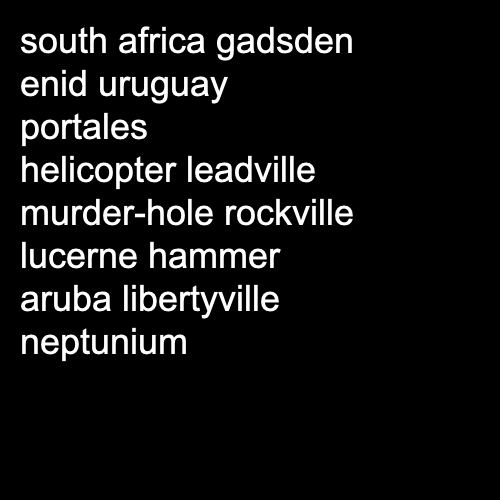 south africa gadsden
enid uruguay
portales
helicopter leadville
murder-hole rockville
lucerne hammer
aruba libertyville
neptunium